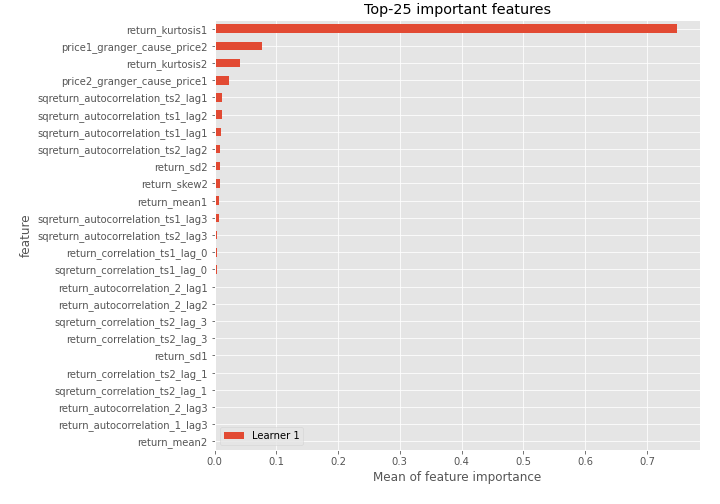 Top-25 important features
return_kurtosis1
price1_granger_cause_price2
return_kurtosis2
price2_granger_cause_price1
sqreturn_autocorrelation_ts2_lag1
sqreturn_autocorrelation_ts1_lag2
sqreturn_autocorrelation_ts1_lag1
sqreturn_autocorrelation_ts2_lag2
return_sd2
return_skew2
return_mean1
sqreturn_autocorrelation_ts1_lag3
sqreturn_autocorrelation_ts2_lag3
return_correlation_ts1_lag_0
sqreturn_correlation_ts1_lag_0
return_autocorrelation_2_lag1
return_autocorrelation_2_lag2
sqreturn_correlation_ts2_lag_3
return_correlation_ts2_lag_3
return_sd1
return_correlation_ts2_lag_1
sqreturn_correlation_ts2_lag_1
return_autocorrelation_2_lag3
return_autocorrelation_1_lag3
return_mean2
feature
Learner 1
0.0 0.1 0.2 0.3 0.4 0.5 0.6 0.7
Mean of feature importance